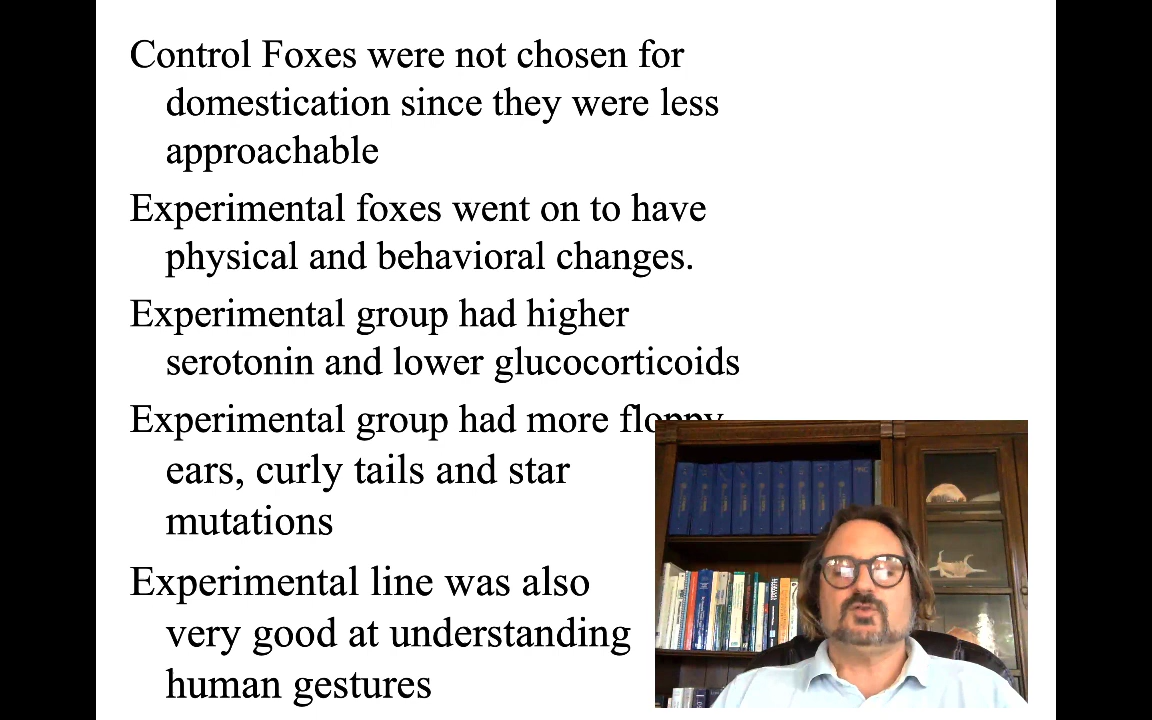 Control Foxes were not chosen for
domestication since they were less
approachable
Experimental foxes went on to have
physical and behavioral changes.
Experimental group had higher
serotonin and lower glucocorticoids
Experimental group had more floppy
ears, curly tails and star
mutations
Experimental line was also
very good at understanding
human gestures